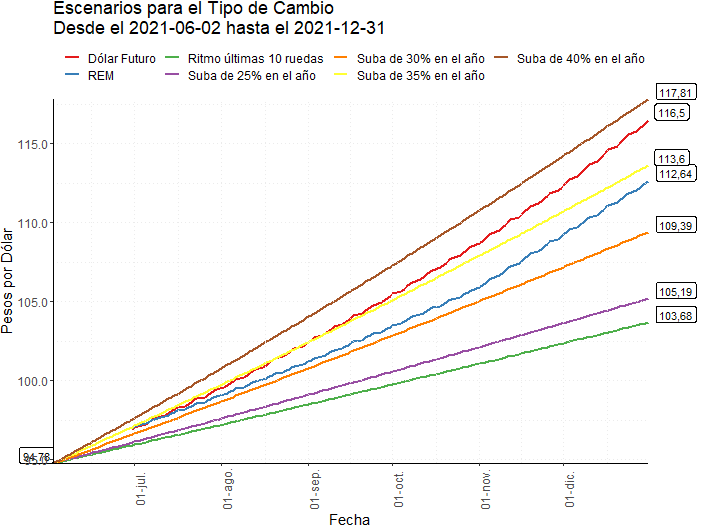 Escenarios para el Tipo de Cambio
Desde el 2021-06-02 hasta el 2021-12-31
Dólar Futuro Ritmo últimas 10 ruedas Suba de 30% en el año Suba de 40% en el año
REM Suba de 25% en el año Suba de 35% en el año
117,81
116,5
115.0
113,6
112,64
110.0
109,39
105.0
105,19
103,68
100.0
94,78
95.0
Pesos por Dólar
01-jul.
01-ago.
01-sep.
01-oct.
01-nov.
01-dic.
Fecha